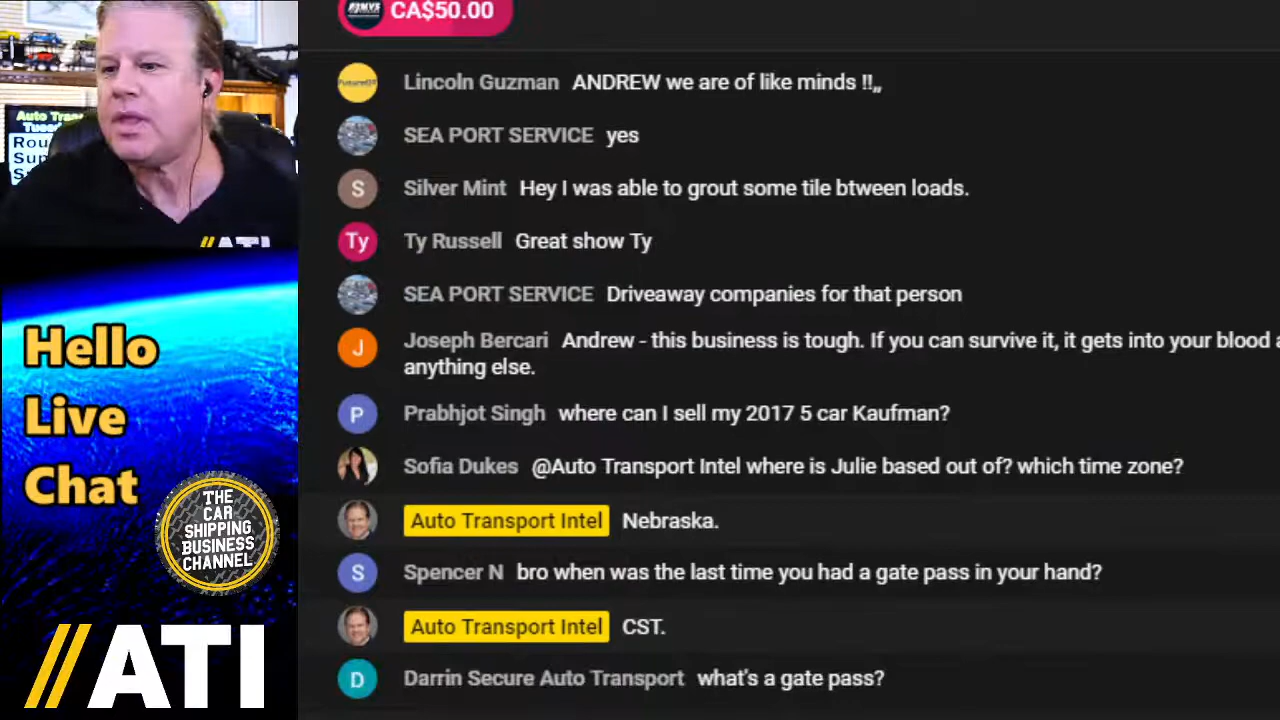 CA$50.00
Lincoln Guzman ANDREW we are of like minds !!,,
SEA PORT SERVICE yes
Silver Mint Hey I was able to grout some tile btween loads.
Ty
Ty Russell Great show Ty
SEA PORT SERVICE Driveaway companies for that person
Joseph Bercari Andrew - this business is tough. If you can survive it, it gets into your blood
anything else.
Prabhjot Singh where can I sell my 2017 5 car Kaufman?
Sofia Dukes @Auto Transport Intel where is Julie based out of? which time zone?
Auto Transport Intel Nebraska.
Spencer N bro when was the last time you had a gate pass in your hand?
Auto Transport Intel CST.
Darrin Secure Auto Transport what's a gate pass?
S
J
P
S
D
Auto
//ATI
Hello
Live
Chat
THE
CAR
SHIPPING
BUSINESS
CHANNEL
//ATI